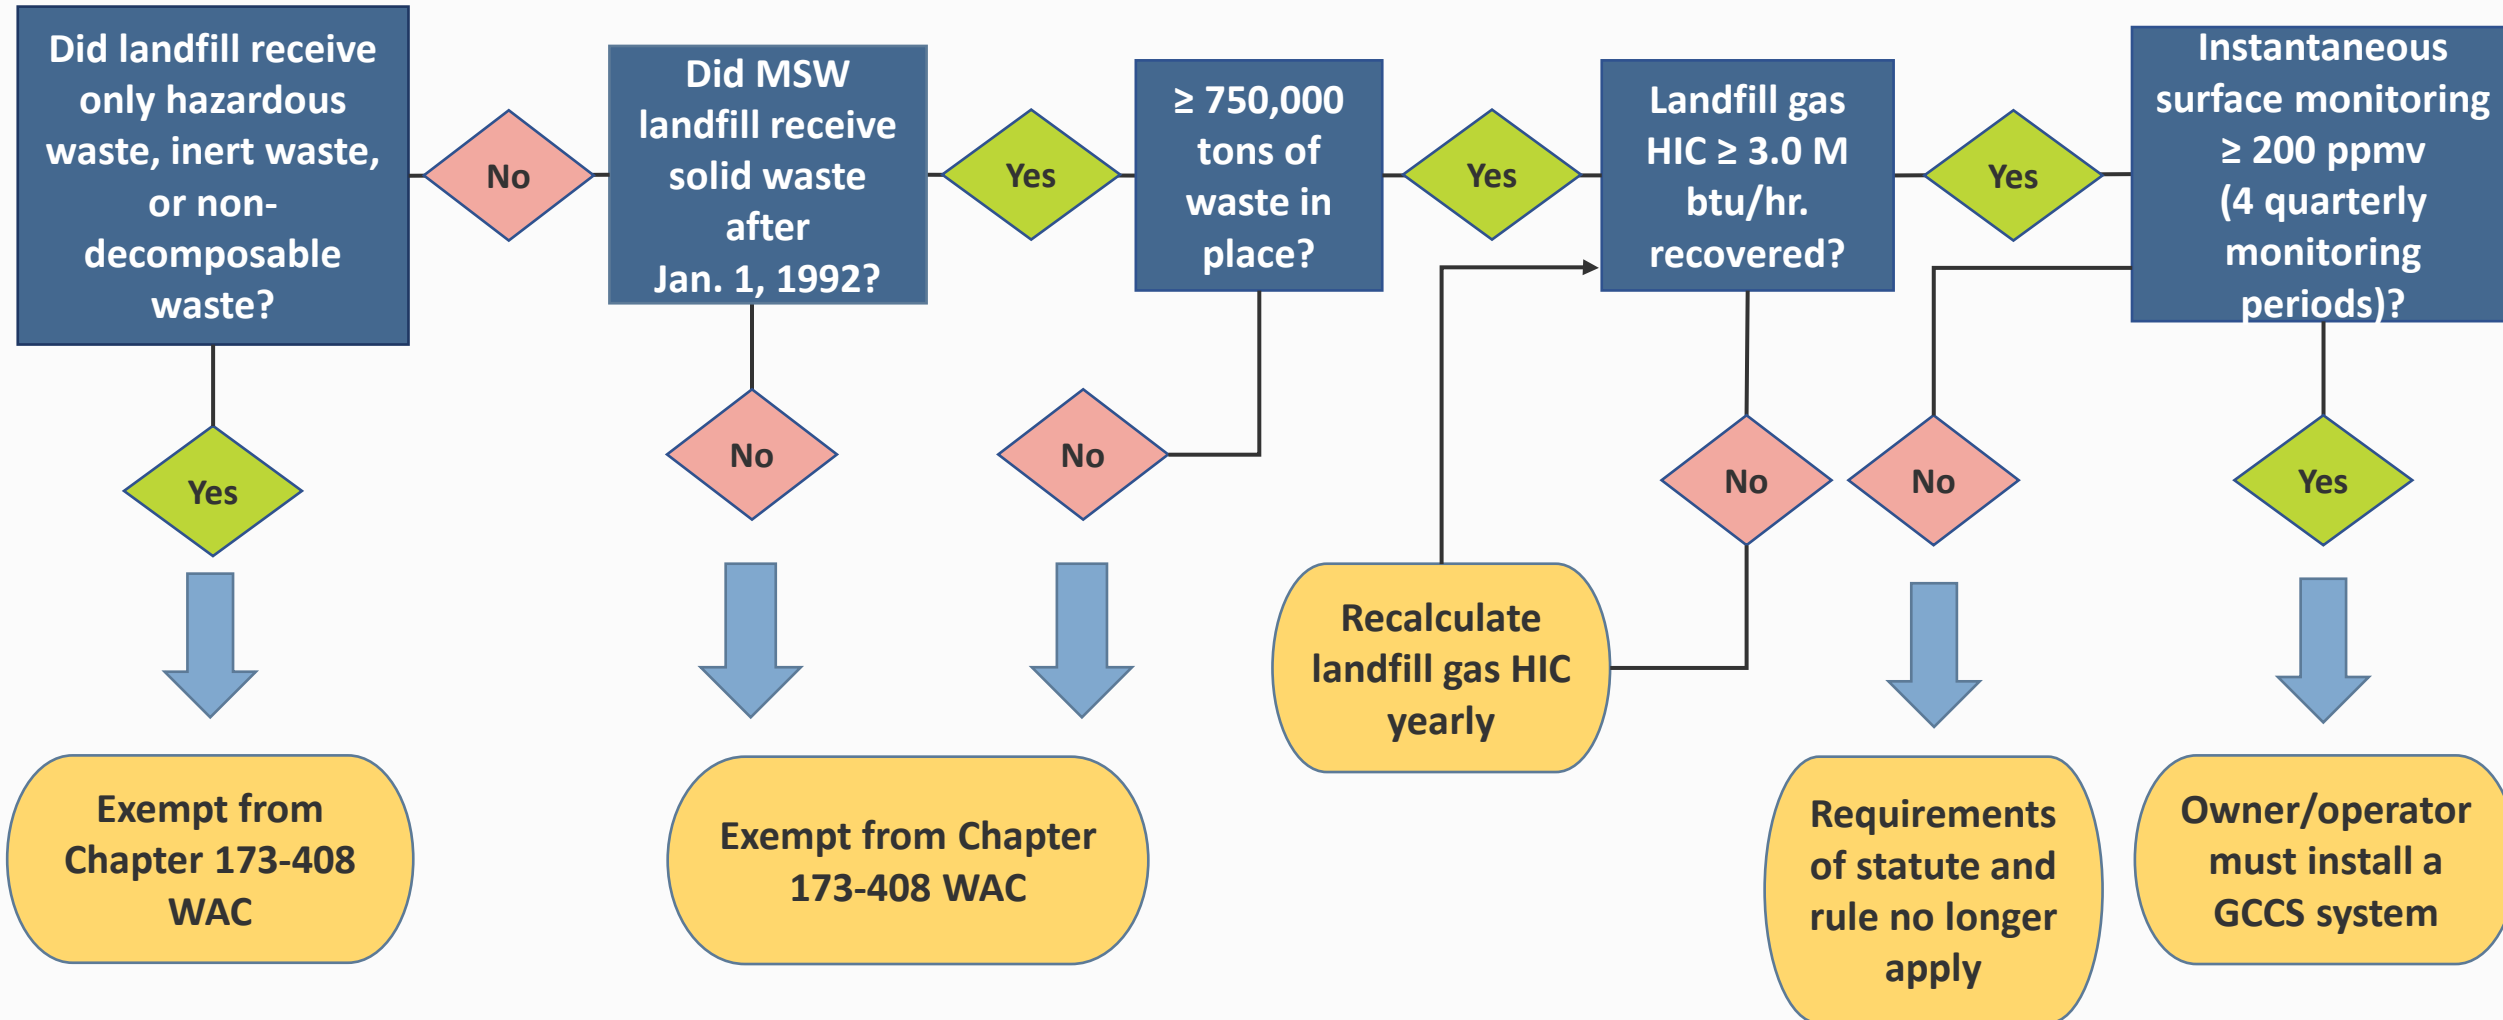 Did landfill receive
only hazardous
waste, inert waste,
or non-
decomposable
waste?
No
Did MSW
landfill receive
solid waste
after
Jan. 1, 1992?
Yes
≥ 750,000
tons of
waste in
place?
Yes
Landfill gas
HIC ≥ 3.0 M
btu/hr.
recovered?
Yes
Instantaneous
surface monitoring
≥ 200 ppmv
(4 quarterly
monitoring
periods)?
Yes
No
No
No
No
Yes
Recalculate
landfill gas HIC
yearly
Exempt from
Chapter 173-408
WAC
Exempt from Chapter
173-408 WAC
Requirements
of statute and
rule no longer
apply
Owner/operator
must install a
GCCS system